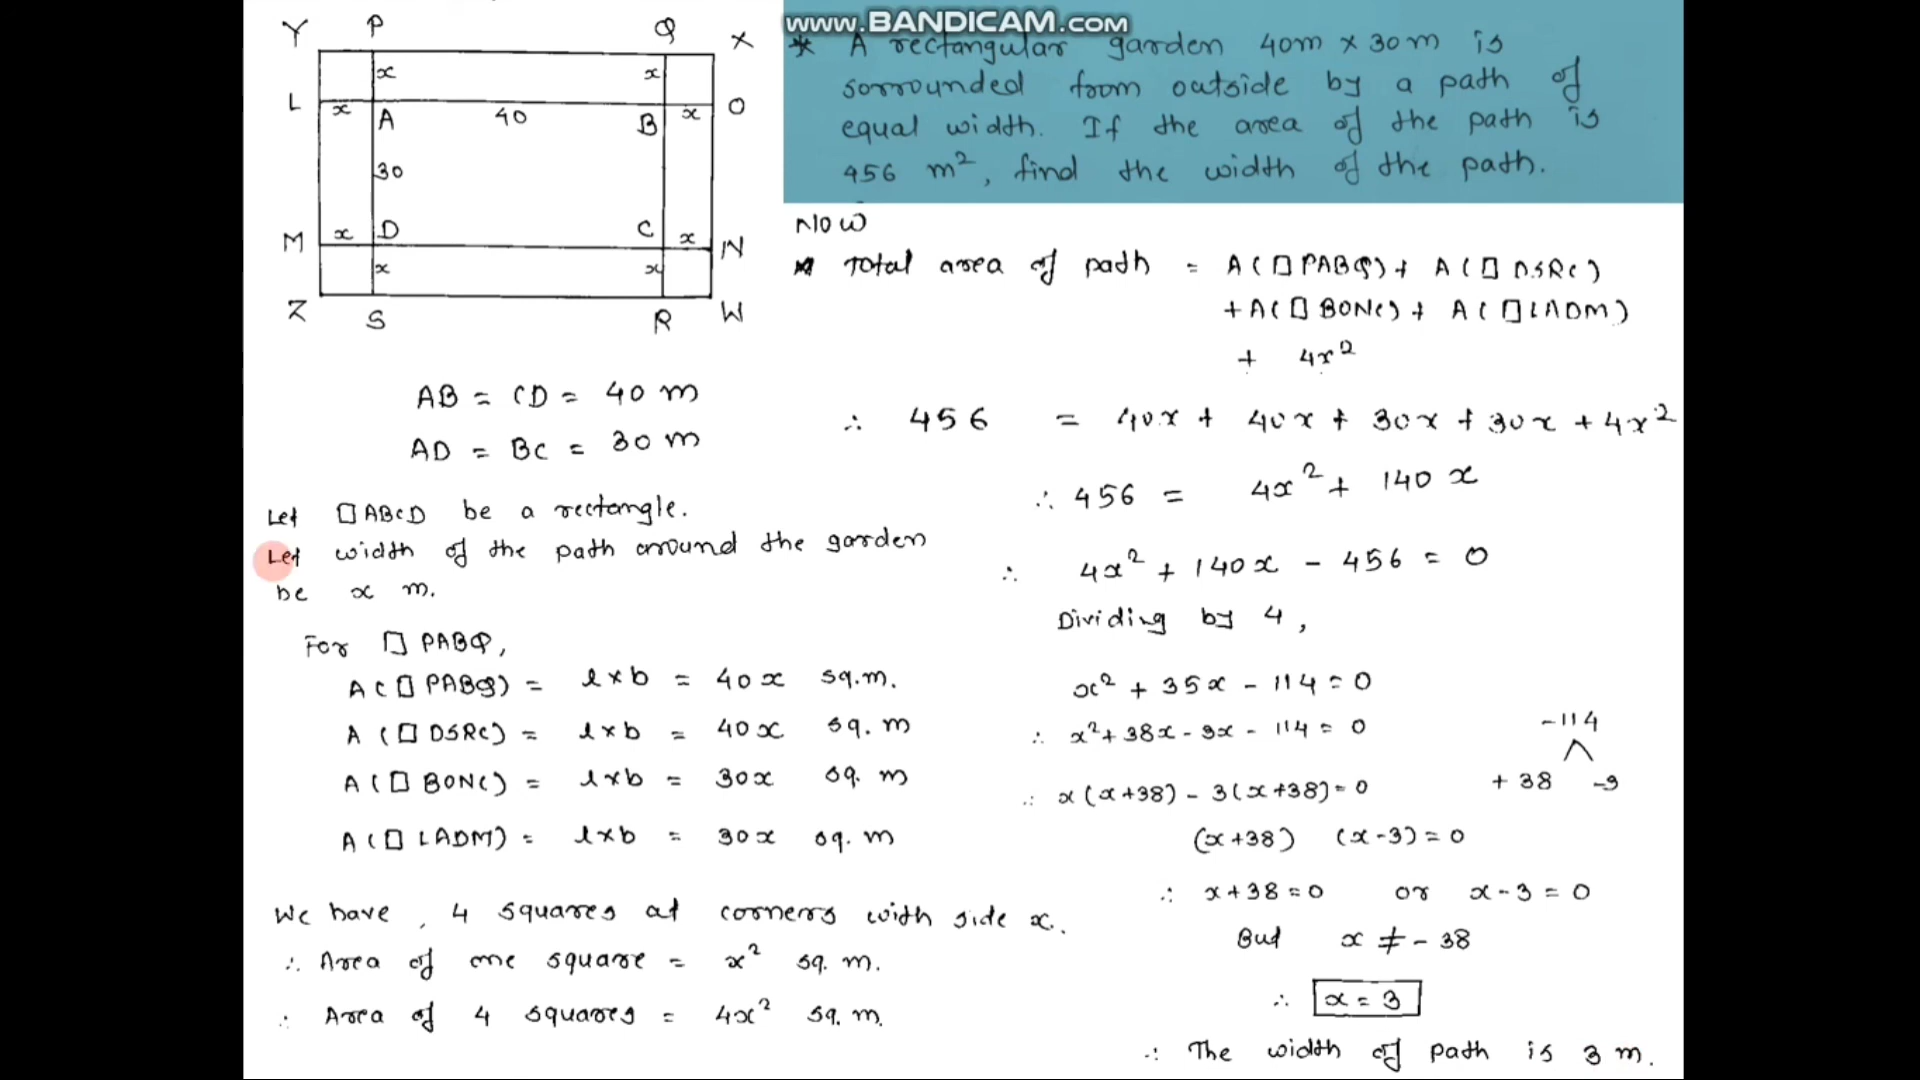 www.BANDICAM.com
Y P Q X
x x
L x A 40 B x O
30
M x D C x N
x x
Z S R W
* A rectangular garden 40m x 30m is
sorrounded from outside by a path of
equal width. If the area of the path is
456 m², find the width of the path.
AB = CD = 40 m
AD = BC = 30 m
Let □ABCD be a rectangle.
Let width of the path around the garden
be x m.
For □ PABQ,
A(□ PABQ) = l x b = 40x sq.m.
A (□ DSRC) = l x b = 40x sq. m
A(□ BONC) = l x b = 30x sq. m
A(□ LADM) = l x b = 30x sq. m
We have, 4 squares at corners with side x.
∴ Area of one square = x² sq. m.
∴ Area of 4 squares = 4x² sq. m.
Now
Total area of path = A(□ PABQ) + A(□ DSRC)
+ A(□ BONC) + A(□ LADM)
+ 4x²
∴ 456 = 40x + 40x + 30x + 30x + 4x²
∴ 456 = 4x² + 140x
∴ 4x² + 140x - 456 = 0
Dividing by 4,
x² + 35x - 114 = 0
∴ x² + 38x - 3x - 114 = 0
-114
+38 -3
∴ x(x+38) - 3(x+38) = 0
(x+38) (x-3) = 0
∴ x+38 = 0 or x-3 = 0
But x ≠ -38
∴ x = 3
∴ The width of path is 3 m.